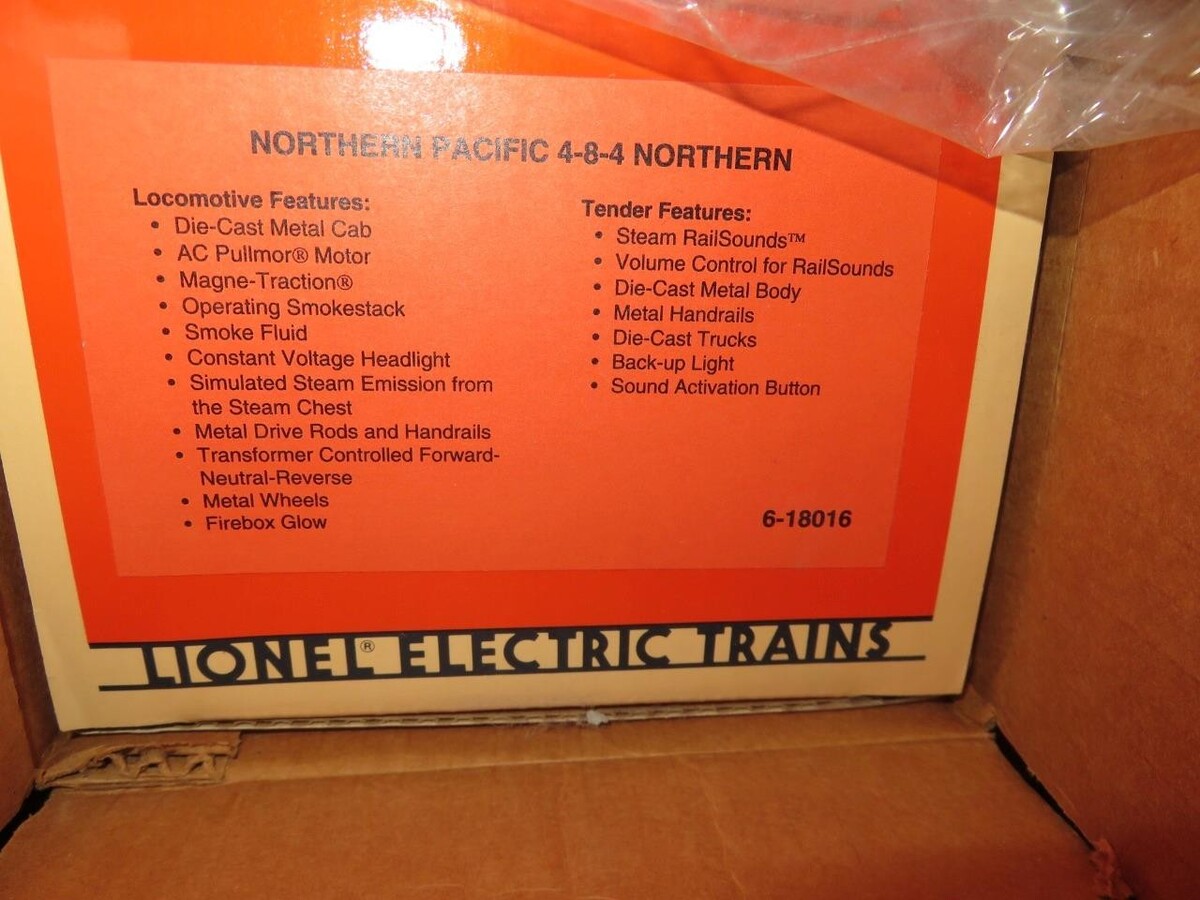 NORTHERN PACIFIC 4-8-4 NORTHERN
Locomotive Features:
• Die-Cast Metal Cab
• AC Pullmor® Motor
• Magne-Traction®
• Operating Smokestack
• Smoke Fluid
• Constant Voltage Headlight
• Simulated Steam Emission from
the Steam Chest
• Metal Drive Rods and Handrails
• Transformer Controlled Forward-
Neutral-Reverse
• Metal Wheels
• Firebox Glow
Tender Features:
• Steam RailSounds™
• Volume Control for RailSounds
• Die-Cast Metal Body
• Metal Handrails
• Die-Cast Trucks
• Back-up Light
• Sound Activation Button
6-18016
LIONEL® ELECTRIC TRAINS